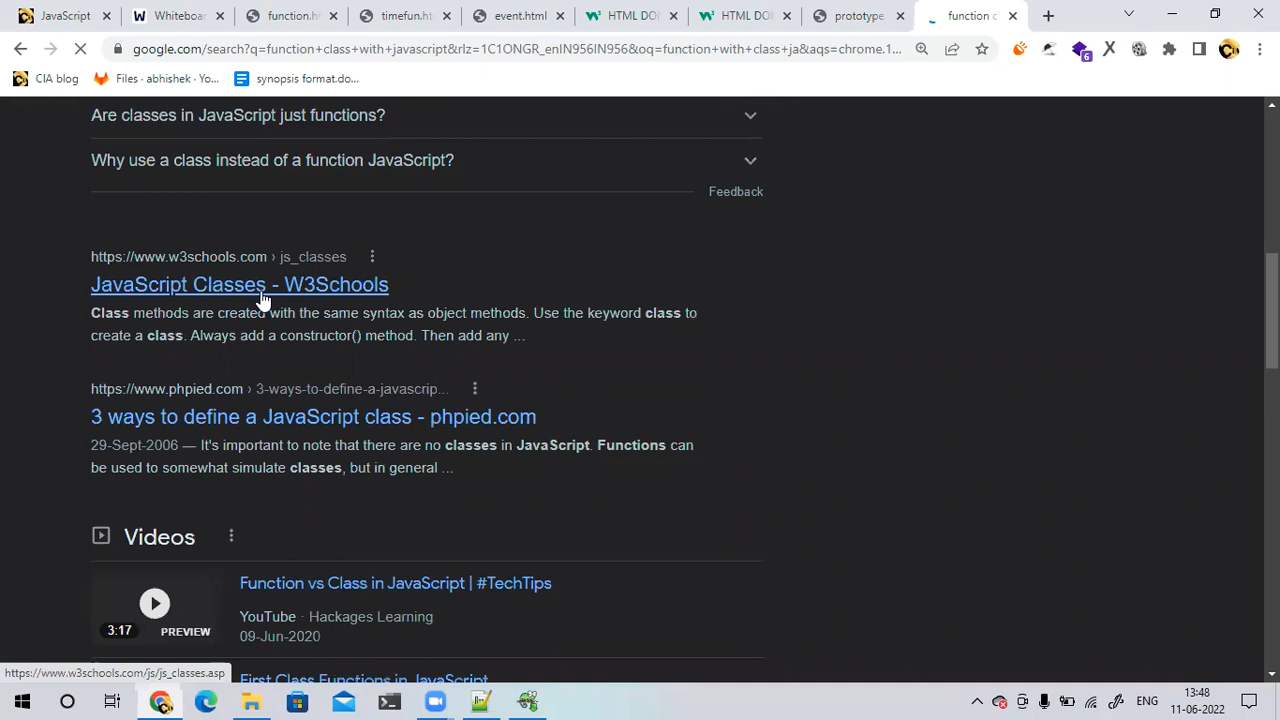 JavaScript
Whiteboar
function.ht
timefun.ht
event.html
HTML DOM
HTML DOM
prototype
function c
google.com/search?q=function+class+with+javascript&rlz=1C1ONGR_enIN956IN956&oq=function+with+class+ja&aqs=chrome.1...
6
CIA blog
Files · abhishek · Yo...
synopsis format.do...
Are classes in JavaScript just functions?
Why use a class instead of a function JavaScript?
Feedback
https://www.w3schools.com › js_classes
JavaScript Classes - W3Schools
Class methods are created with the same syntax as object methods. Use the keyword class to
create a class. Always add a constructor() method. Then add any ...
https://www.phpied.com › 3-ways-to-define-a-javascrip...
3 ways to define a JavaScript class - phpied.com
29-Sept-2006 — It's important to note that there are no classes in JavaScript. Functions can
be used to somewhat simulate classes, but in general ...
Videos
Function vs Class in JavaScript | #TechTips
YouTube · Hackages Learning
09-Jun-2020
3:17
PREVIEW
https://www.w3schools.com/js/js_classes.asp
First Class Functions in JavaScript
ENG
13:48
11-06-2022